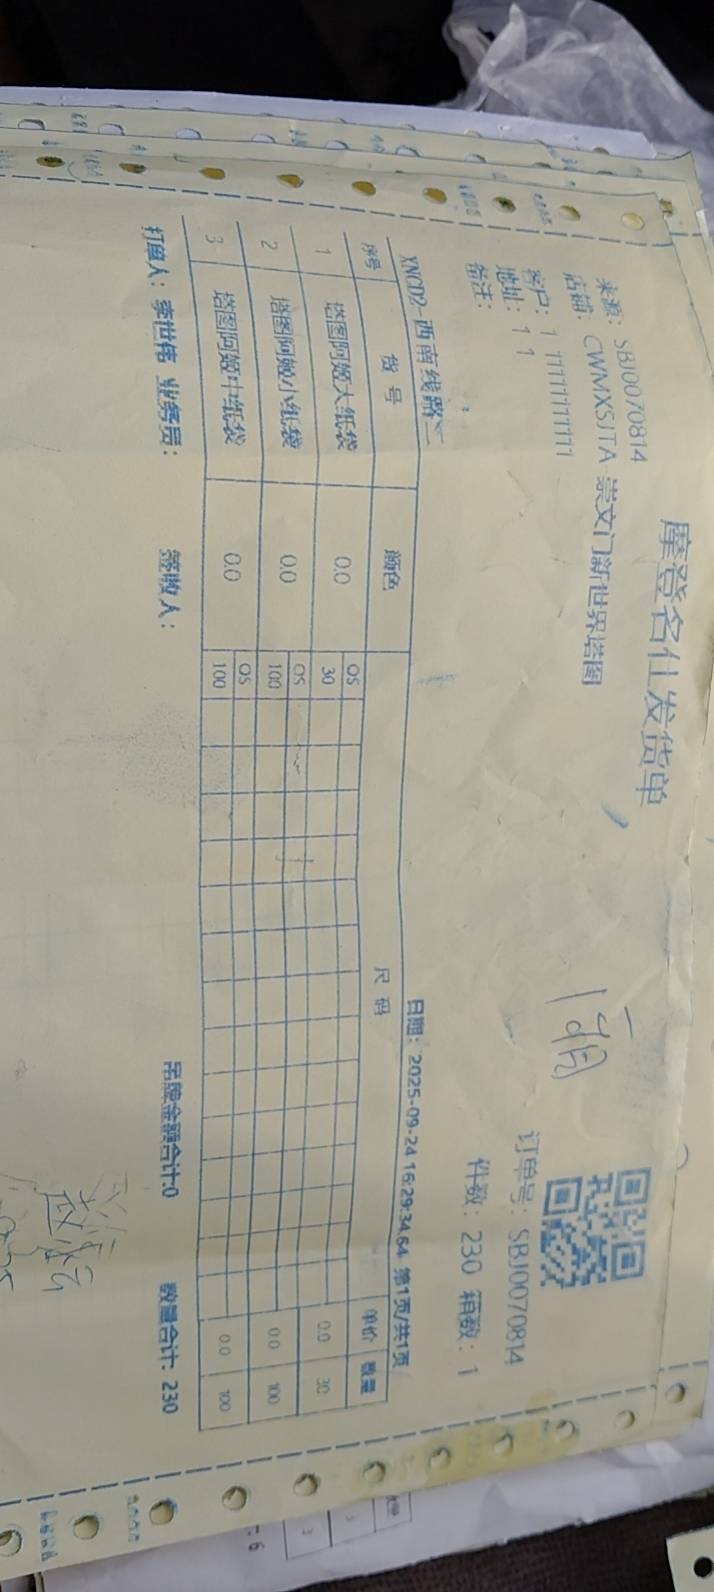 摩登名仕发货单
来源: SBJ0070814
店铺: CWMXSJTA 崇文门新世界塔图
客户: 1 11111111111
地址: 1 1
备注:
订单号: SBJ0070814
件数: 230 箱数: 1
XNCD2-西南线路二
日期: 2025-09-24 16:29:34.64 第1页/共1页
序号 货号 颜色 尺码 单价 数量
1 塔图阿姬大纸袋 0.0 OS 30 0.0 30
2 塔图阿姬小纸袋 0.0 OS 100 0.0 100
3 塔图阿姬中纸袋 0.0 OS 100 0.0 100
打单人: 李世伟 业务员: 签收人: 吊牌金额合计:0 数量合计: 230